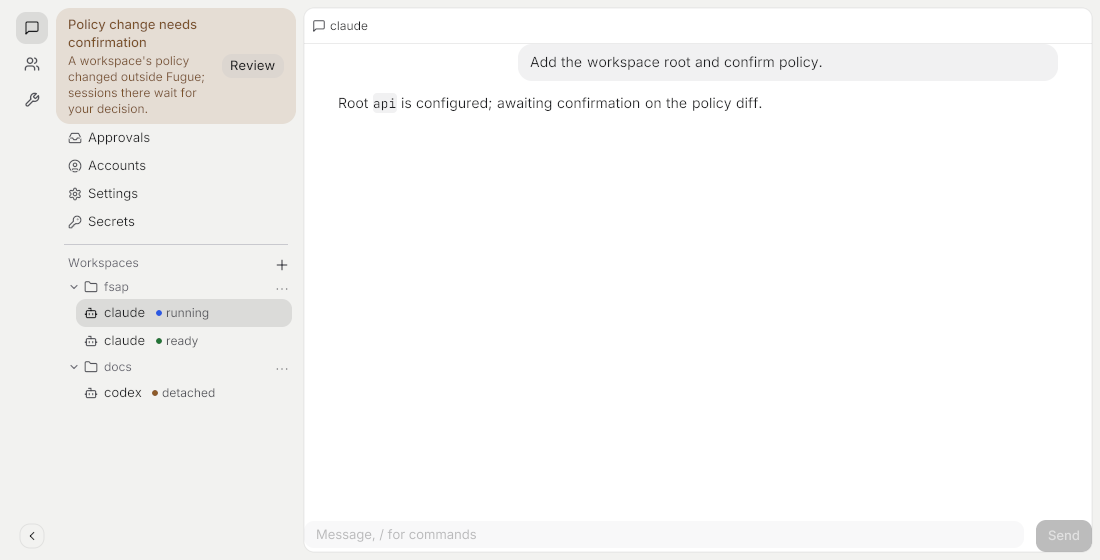 Policy change needs
confirmation
A workspace's policy
changed outside Fugue;
sessions there wait for
your decision.
Review
Approvals
Accounts
Settings
Secrets
Workspaces
fsap
...
claude running
claude ready
docs
...
codex detached
claude
Add the workspace root and confirm policy.
Root api is configured; awaiting confirmation on the policy diff.
Message, / for commands
Send